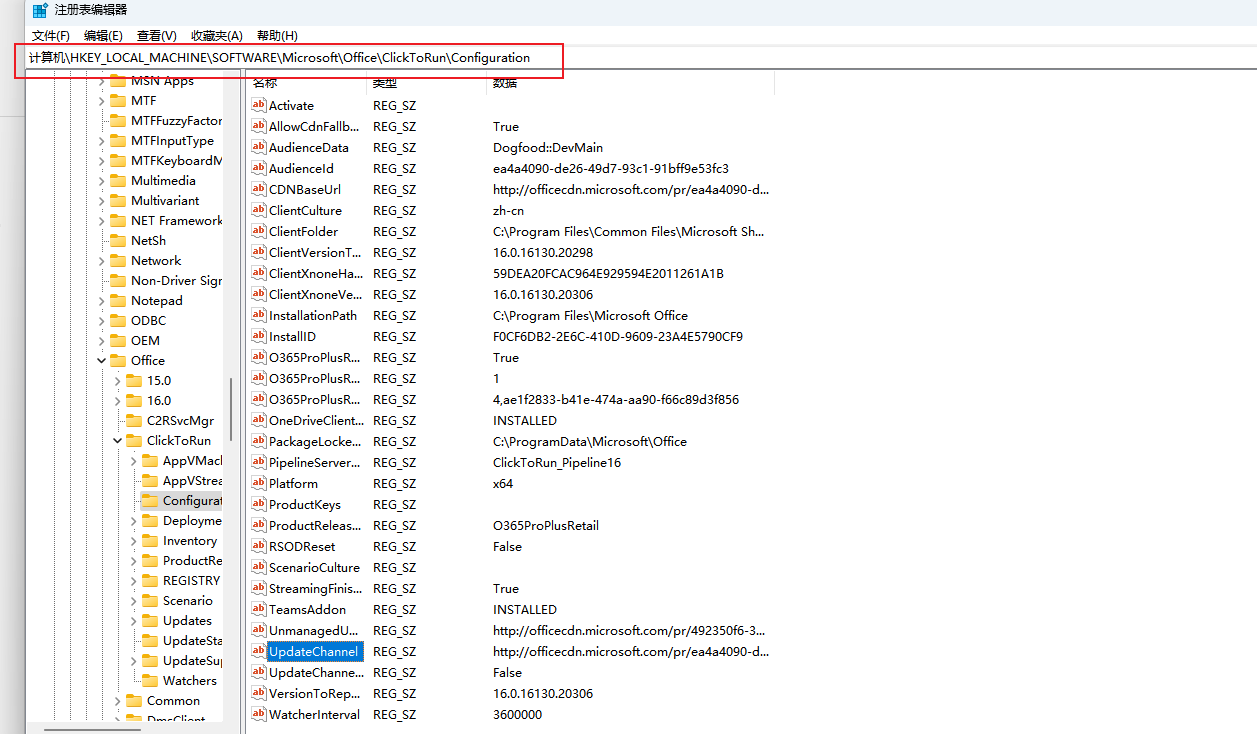 注册表编辑器
文件(F) 编辑(E) 查看(V) 收藏夹(A) 帮助(H)
计算机\HKEY_LOCAL_MACHINE\SOFTWARE\Microsoft\Office\ClickToRun\Configuration
MSN Apps
MTF
MTFFuzzyFactor
MTFInputType
MTFKeyboardM
Multimedia
Multivariant
NET Framework
NetSh
Network
Non-Driver Sign
Notepad
ODBC
OEM
Office
15.0
16.0
C2RSvcMgr
ClickToRun
AppVMach
AppVStrea
Configurat
Deployme
Inventory
ProductRe
REGISTRY
Scenario
Updates
UpdateSta
UpdateSup
Watchers
Common
DmsClient
名称 类型 数据
Activate REG_SZ
AllowCdnFallb... REG_SZ True
AudienceData REG_SZ Dogfood::DevMain
AudienceId REG_SZ ea4a4090-de26-49d7-93c1-91bff9e53fc3
CDNBaseUrl REG_SZ http://officecdn.microsoft.com/pr/ea4a4090-d...
ClientCulture REG_SZ zh-cn
ClientFolder REG_SZ C:\Program Files\Common Files\Microsoft Sh...
ClientVersionT... REG_SZ 16.0.16130.20298
ClientXnoneHa... REG_SZ 59DEA20FCAC964E929594E2011261A1B
ClientXnoneVe... REG_SZ 16.0.16130.20306
InstallationPath REG_SZ C:\Program Files\Microsoft Office
InstallID REG_SZ F0CF6DB2-2E6C-410D-9609-23A4E5790CF9
O365ProPlusR... REG_SZ True
O365ProPlusR... REG_SZ 1
O365ProPlusR... REG_SZ 4,ae1f2833-b41e-474a-aa90-f66c89d3f856
OneDriveClient... REG_SZ INSTALLED
PackageLocke... REG_SZ C:\ProgramData\Microsoft\Office
PipelineServer... REG_SZ ClickToRun_Pipeline16
Platform REG_SZ x64
ProductKeys REG_SZ
ProductReleas... REG_SZ O365ProPlusRetail
RSODReset REG_SZ False
ScenarioCulture REG_SZ
StreamingFinis... REG_SZ True
TeamsAddon REG_SZ INSTALLED
UnmanagedU... REG_SZ http://officecdn.microsoft.com/pr/492350f6-3...
UpdateChannel REG_SZ http://officecdn.microsoft.com/pr/ea4a4090-d...
UpdateChanne... REG_SZ False
VersionToRep... REG_SZ 16.0.16130.20306
WatcherInterval REG_SZ 3600000